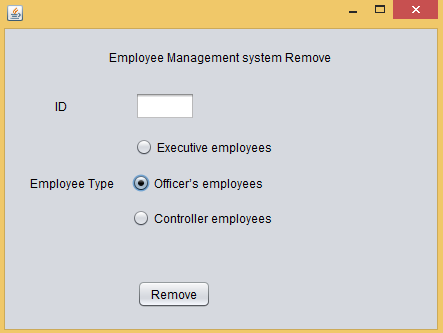 Employee Management system Remove
ID
Executive employees
Employee Type
Officer's employees
Controller employees
Remove